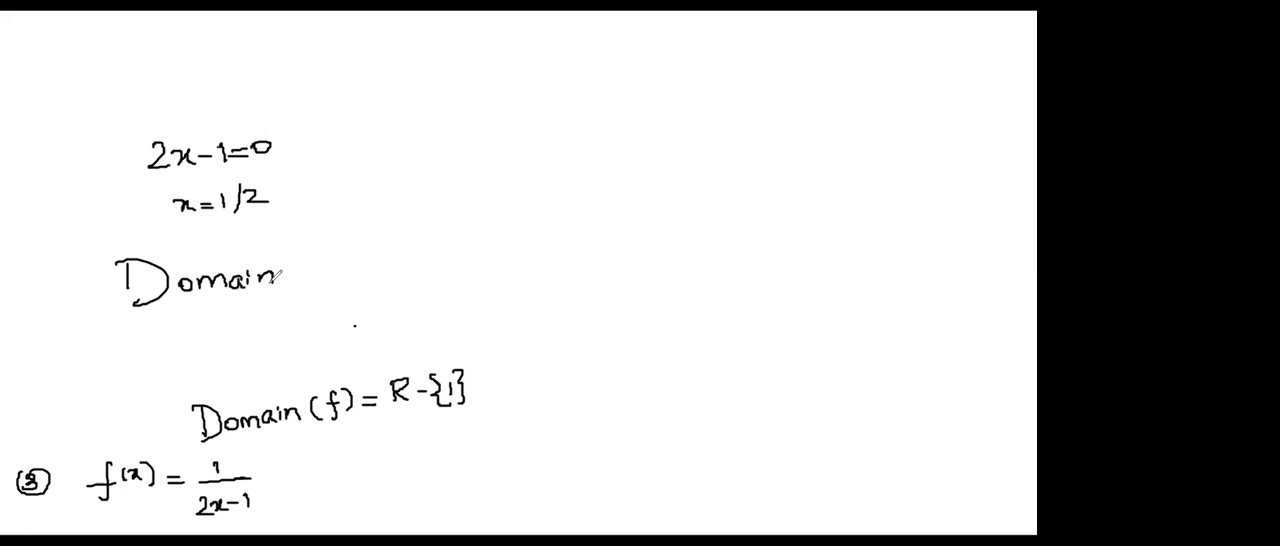 2x-1=0
x=1/2
Domain
Domain (f) = R-{1}
③ f(x) = 1/(2x-1)